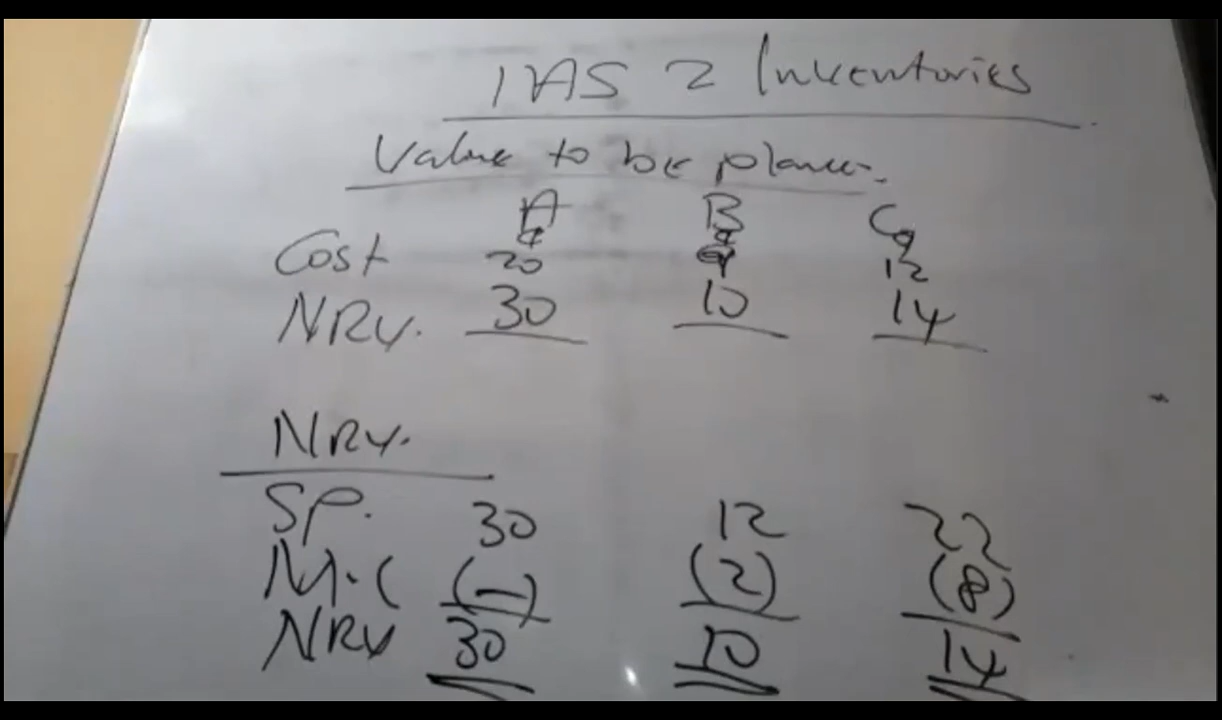 IAS 2 Inventories
Value to be
A B C
Cost 20 9 12
NRV. 30 10 14
NRV.
SP. 30 12 22
M.C (—) (2) (8)
NRV 30 10 14